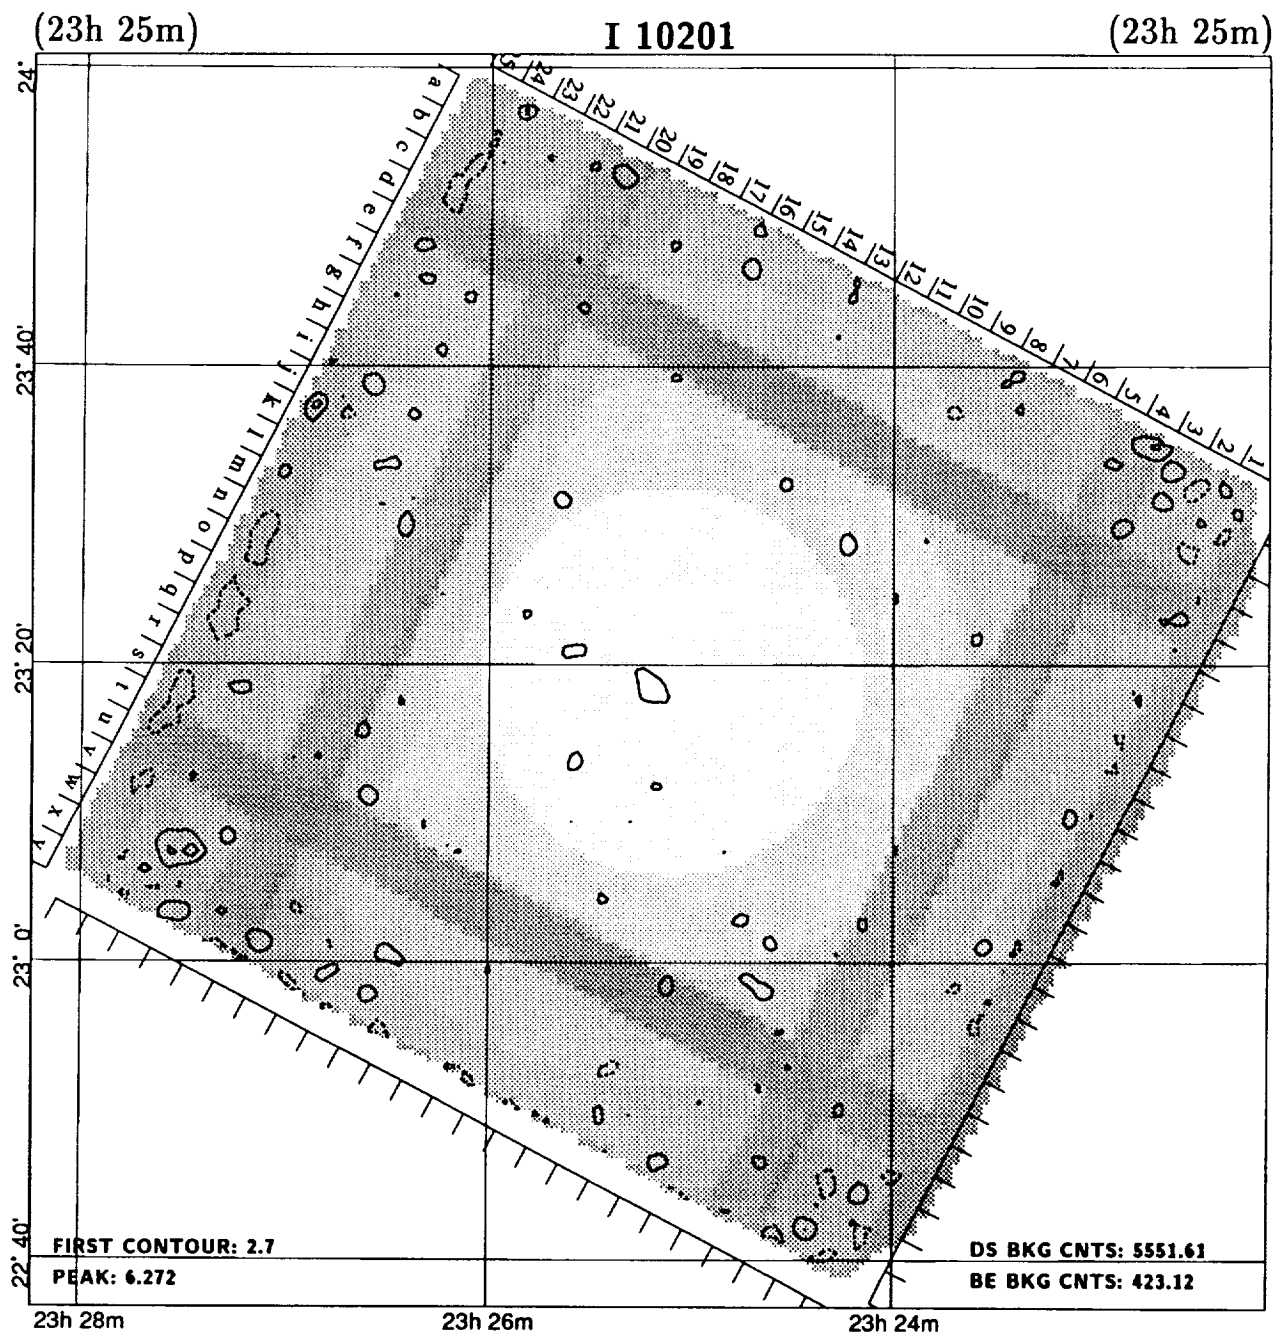 (23h 25m) I 10201 (23h 25m)
24°
25 24 23 22 21 20 19 18 17 16 15 14 13 12 11 10 9 8 7 6 5 4 3 2 1
a b c d e f g h i j k l m n o p q r s t u v w x y
23° 40'
23° 20'
23° 0'
22° 40'
FIRST CONTOUR: 2.7
PEAK: 6.272
DS BKG CNTS: 5551.61
BE BKG CNTS: 423.12
23h 28m 23h 26m 23h 24m